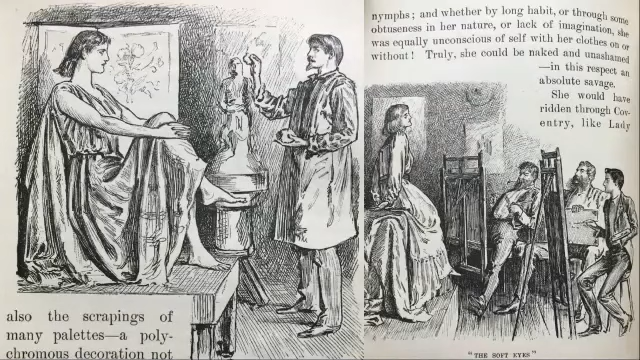 also the scrapings of
many palettes—a poly-
chromous decoration not
nymphs; and whether by long habit, or through some
obtuseness in her nature, or lack of imagination, she
was equally unconscious of self with her clothes on or
without! Truly, she could be naked and unashamed
—in this respect an
absolute savage.
She would have
ridden through Cov-
entry, like Lady
"THE SOFT EYES"